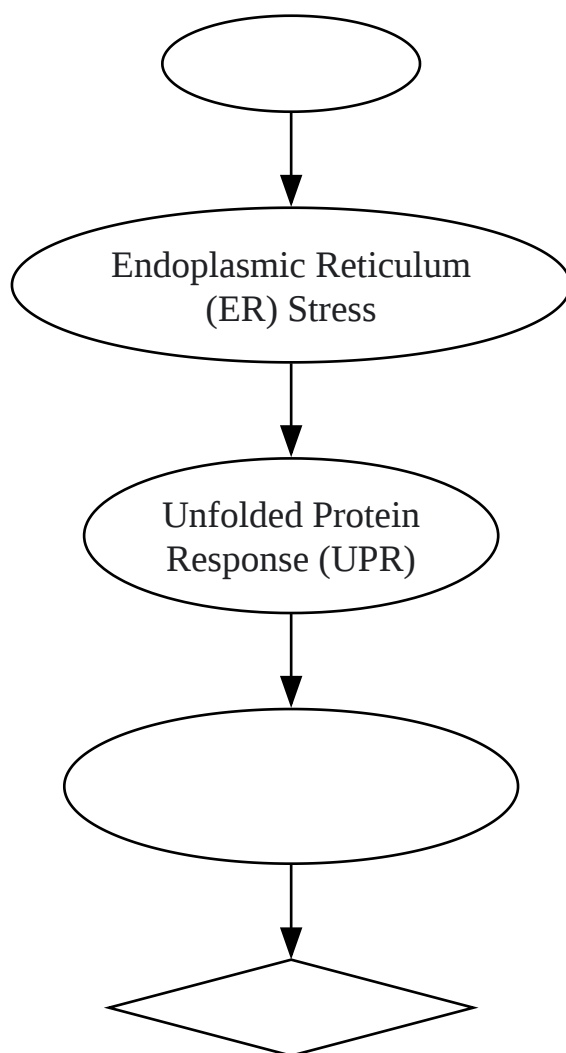 Endoplasmic Reticulum
(ER) Stress
Unfolded Protein
Response (UPR)